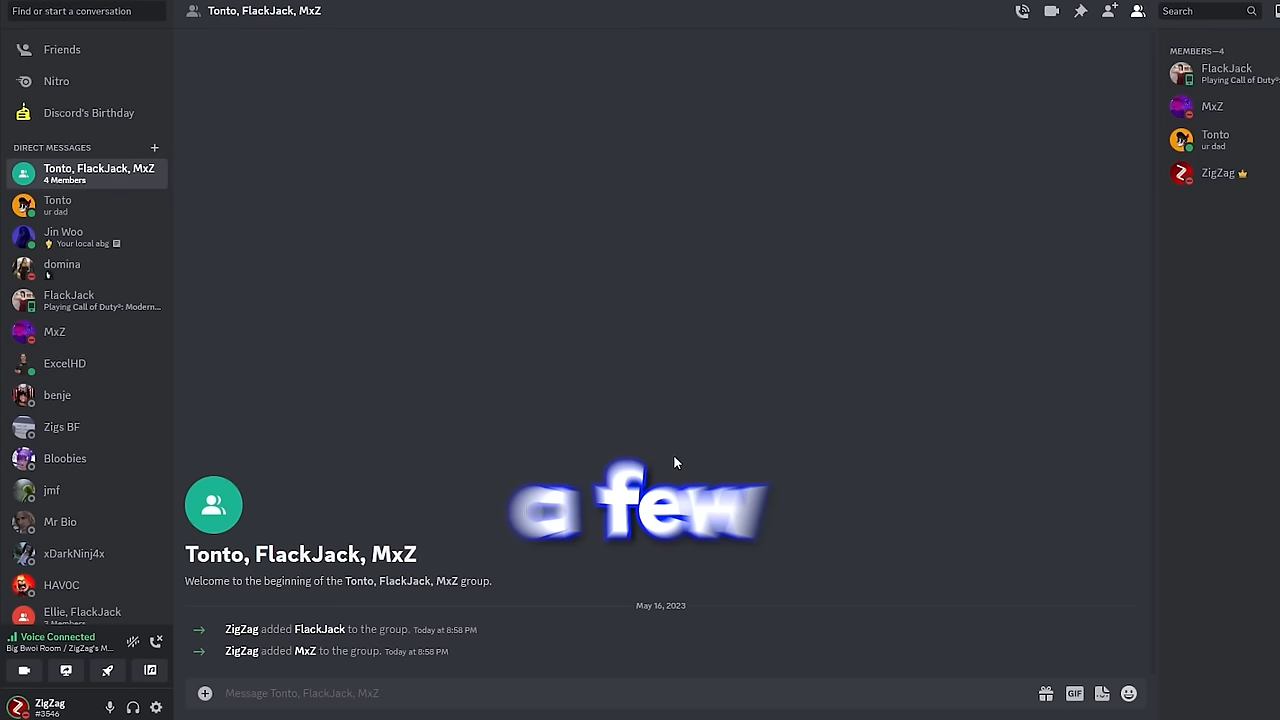 Find or start a conversation
Friends
Nitro
Discord's Birthday
DIRECT MESSAGES
Tonto, FlackJack, MxZ
4 Members
Tonto
ur dad
Jin Woo
Your local abg
domina
FlackJack
Playing Call of Duty®: Modern...
MxZ
ExcelHD
benje
Zigs BF
Bloobies
jmf
Mr Bio
xDarkNinj4x
HAV0C
Ellie, FlackJack
Voice Connected
Big Bwoi Room / ZigZag's M...
ZigZag
#3546
Tonto, FlackJack, MxZ
a few
Tonto, FlackJack, MxZ
Welcome to the beginning of the Tonto, FlackJack, MxZ group.
May 16, 2023
ZigZag added FlackJack to the group. Today at 8:58 PM
ZigZag added MxZ to the group. Today at 8:58 PM
Message Tonto, FlackJack, MxZ
GIF
Search
MEMBERS—4
FlackJack
Playing Call of Duty®:
MxZ
Tonto
ur dad
ZigZag